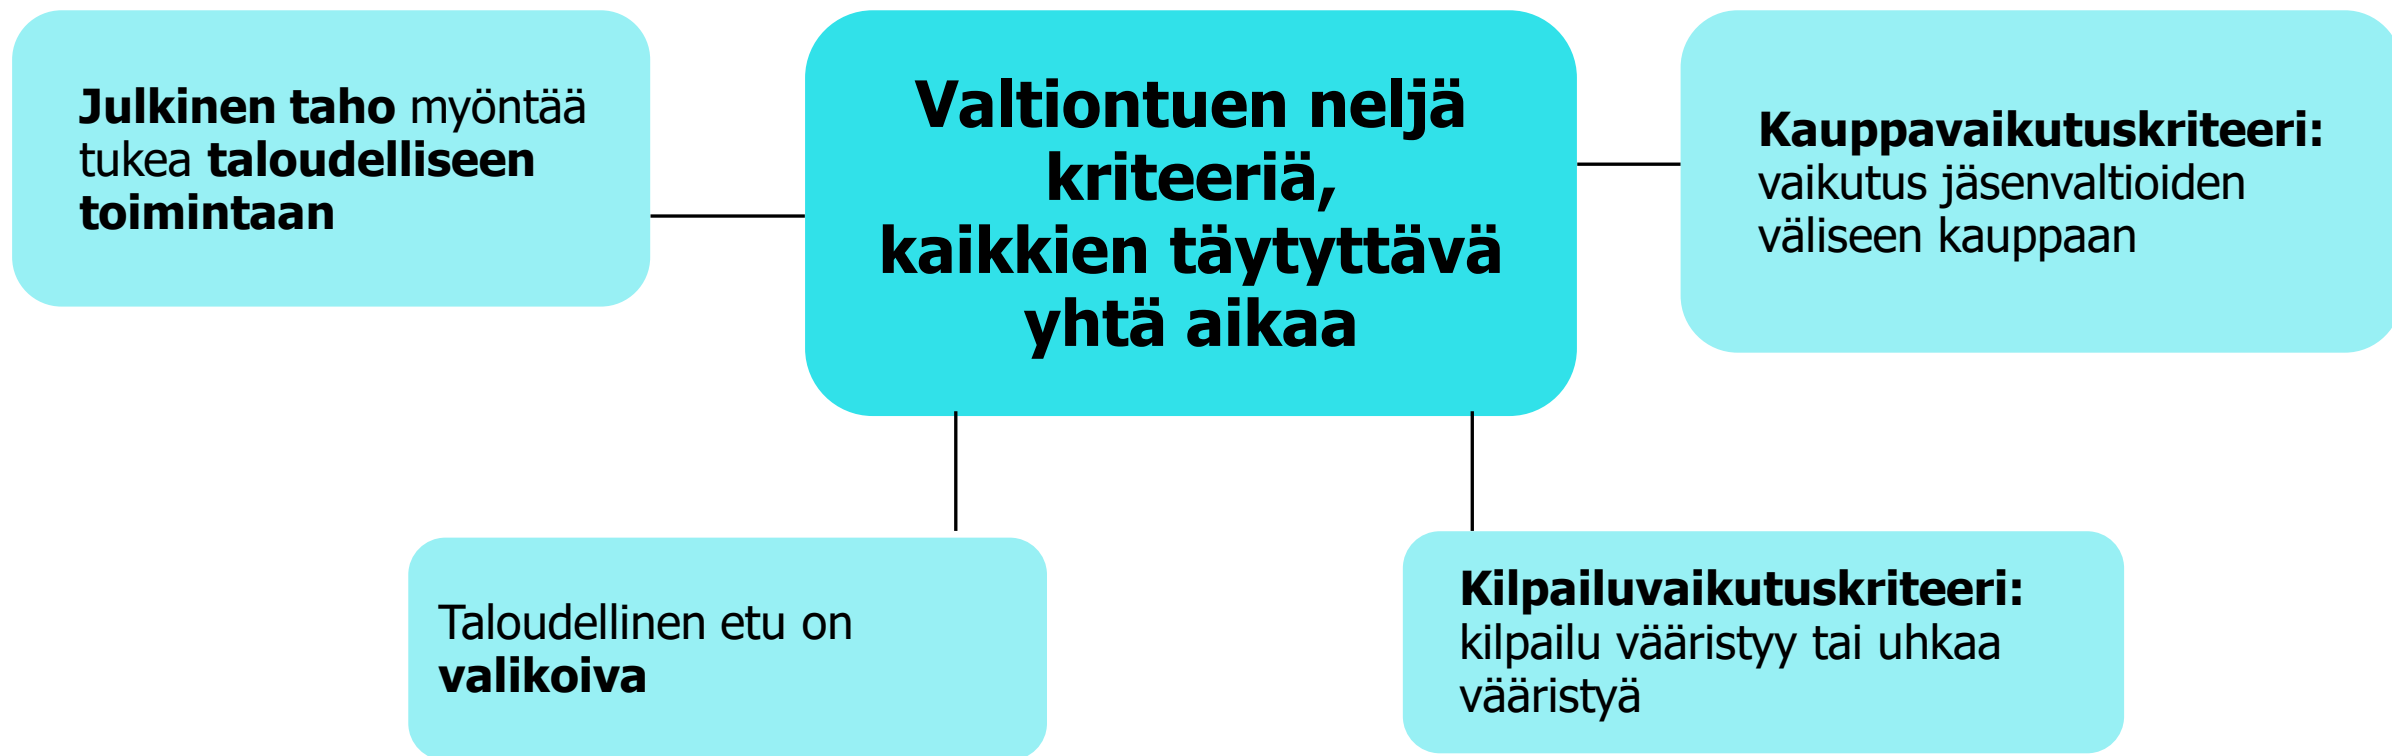 Julkinen taho myöntää
tukea taloudelliseen
toimintaan
Valtiontuen neljä
kriteeriä,
kaikkien täytyttävä
yhtä aikaa
Kauppavaikutuskriteeri:
vaikutus jäsenvaltioiden
väliseen kauppaan
Taloudellinen etu on
valikoiva
Kilpailuvaikutuskriteeri:
kilpailu vääristyy tai uhkaa
vääristyä